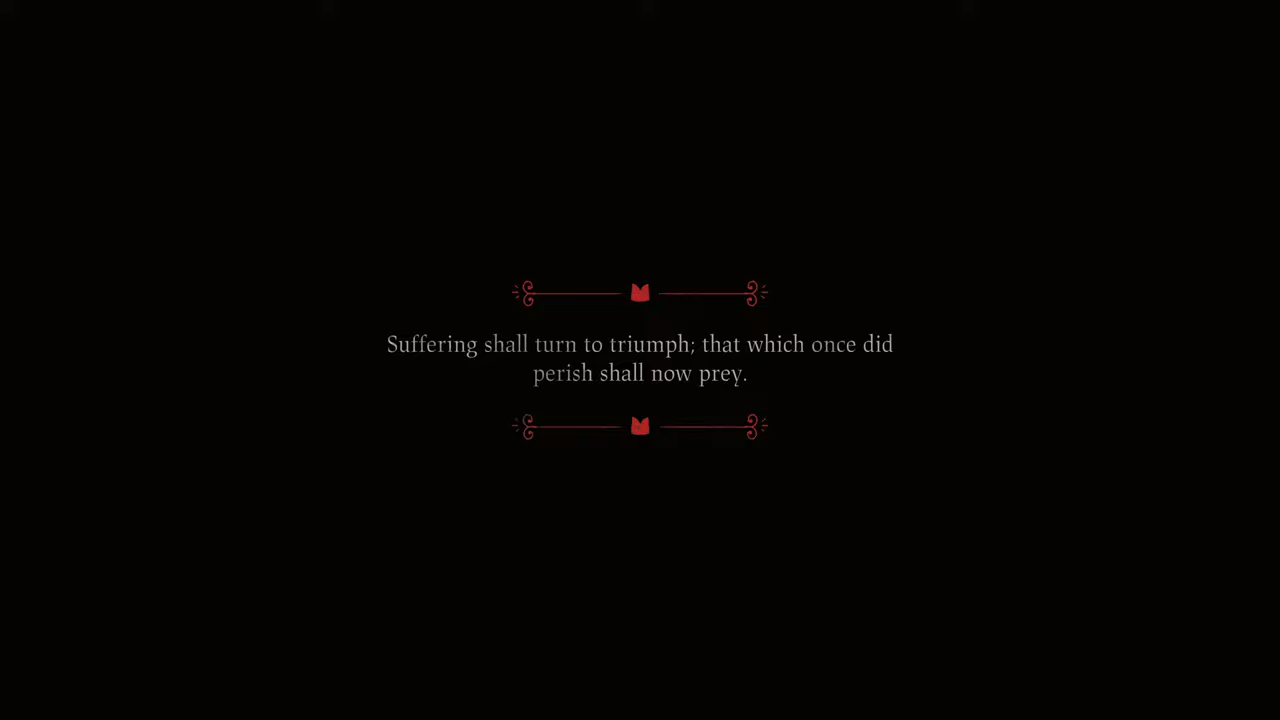 Suffering shall turn to triumph; that which once did
perish shall now prey.